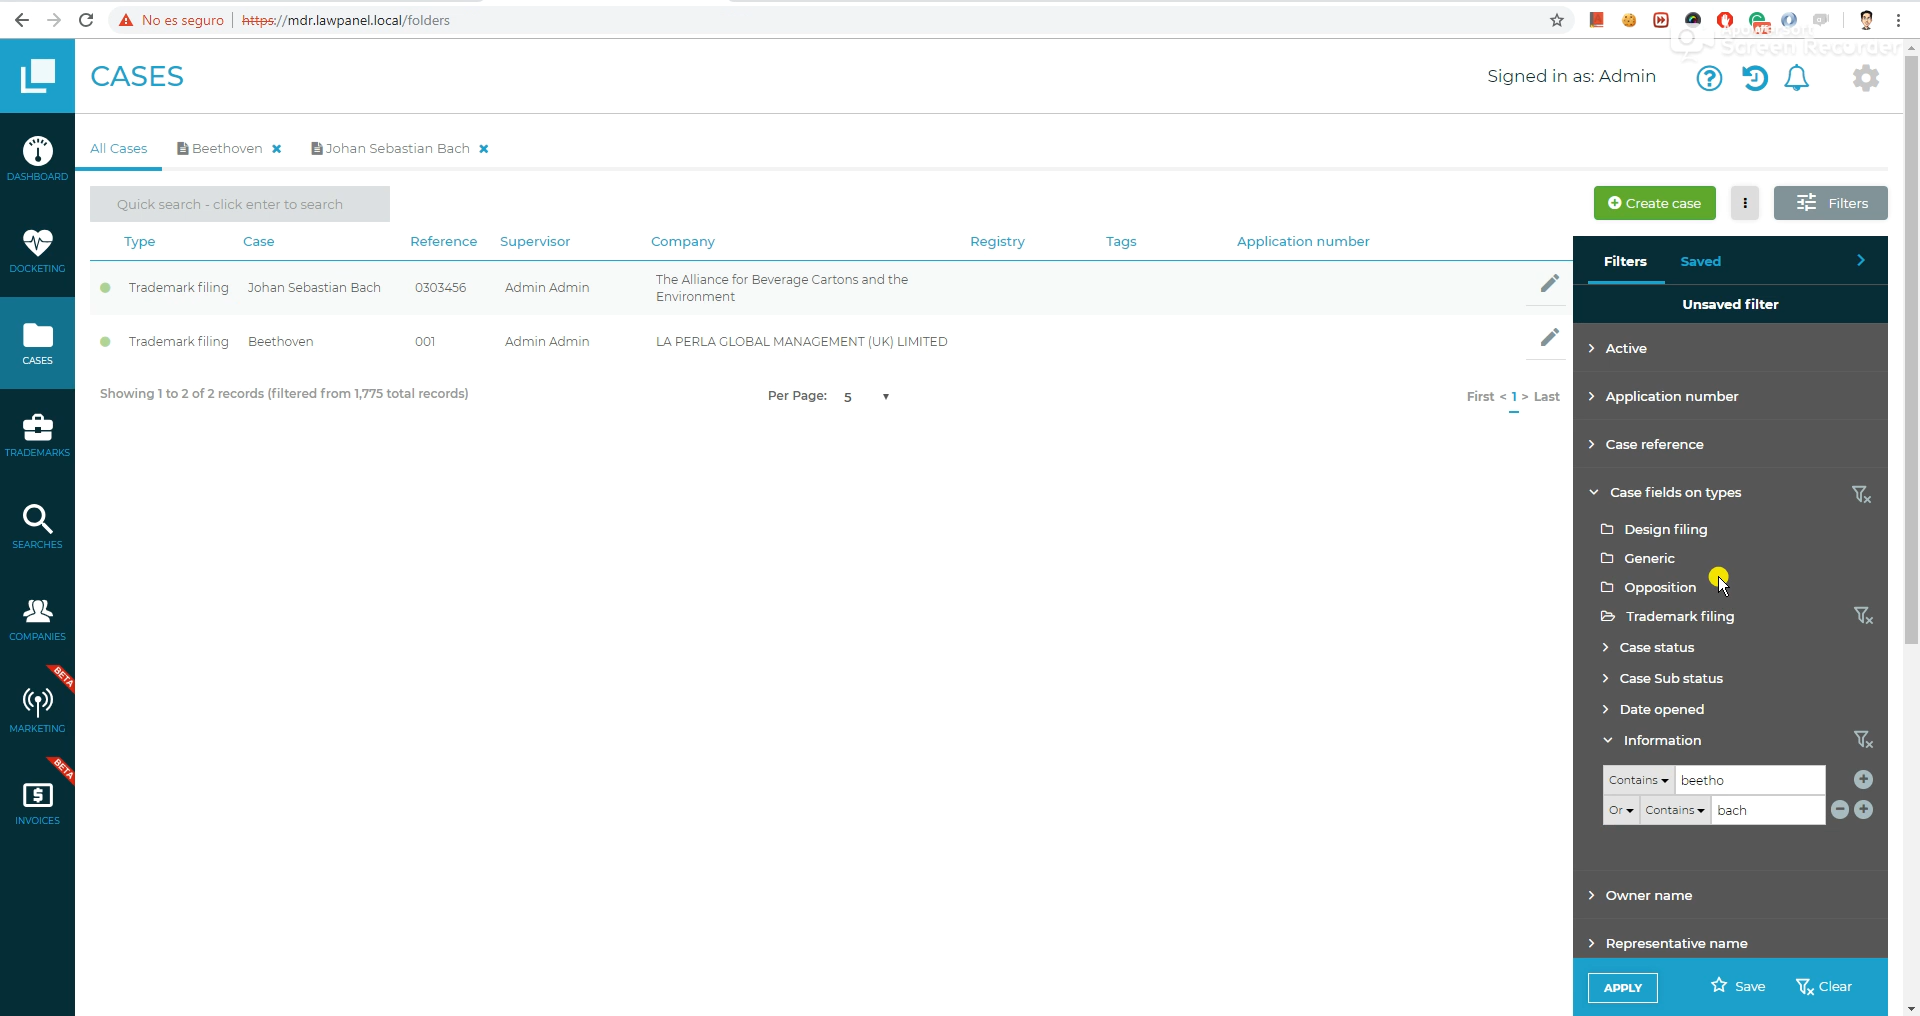 No es seguro | https://mdr.lawpanel.local/folders
Screen Recorder
CASES
Signed in as: Admin
All Cases
Beethoven
Johan Sebastian Bach
Quick search - click enter to search
Create case
Filters
Type Case Reference Supervisor Company Registry Tags Application number
Trademark filing Johan Sebastian Bach 0303456 Admin Admin The Alliance for Beverage Cartons and the
Environment
Trademark filing Beethoven 001 Admin Admin LA PERLA GLOBAL MANAGEMENT (UK) LIMITED
Showing 1 to 2 of 2 records (filtered from 1,775 total records)
Per Page: 5
First < 1 > Last
DASHBOARD
DOCKETING
CASES
TRADEMARKS
SEARCHES
COMPANIES
BETA
MARKETING
BETA
INVOICES
Filters Saved
Unsaved filter
Active
Application number
Case reference
Case fields on types
Design filing
Generic
Opposition
Trademark filing
Case status
Case Sub status
Date opened
Information
Contains beetho
Or Contains bach
Owner name
Representative name
APPLY Save Clear